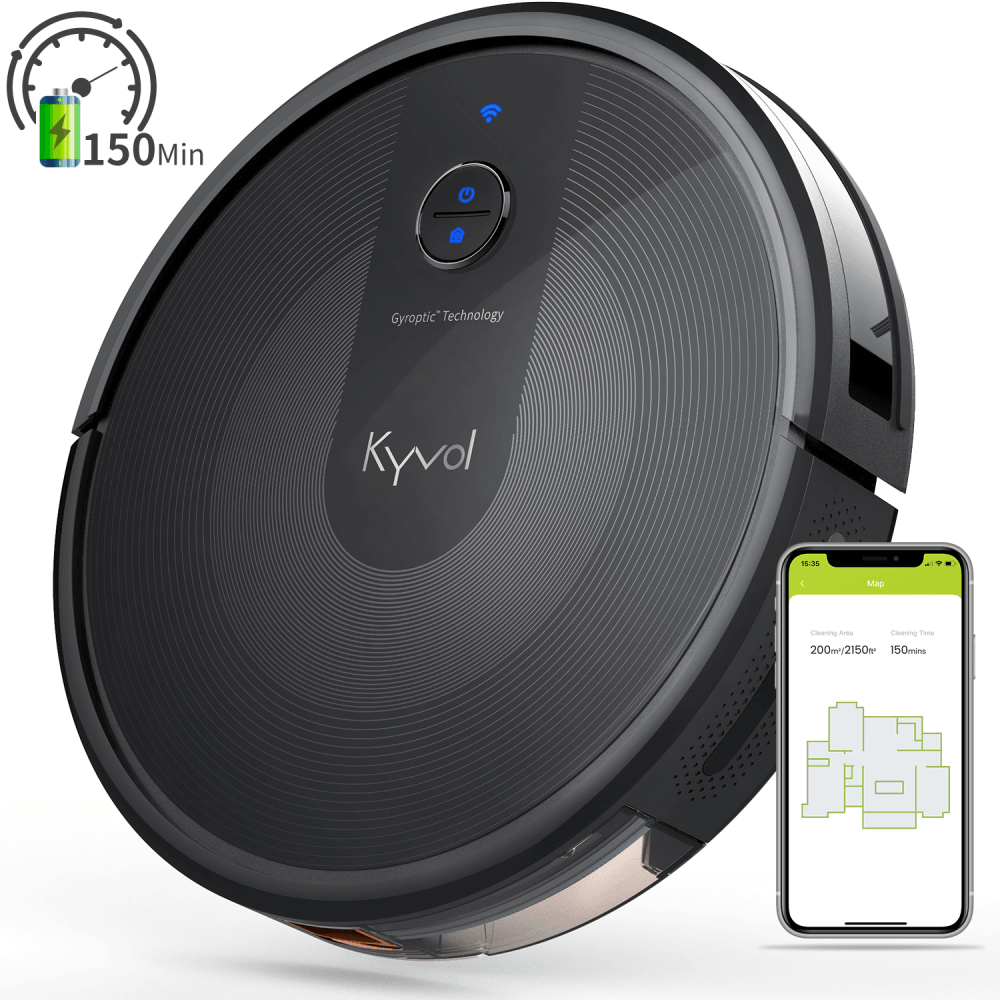 150Min
Gyroptic™ Technology
Kyvol
15:35
Map
Cleaning Area
Cleaning Time
200m²/2150ft²
150mins